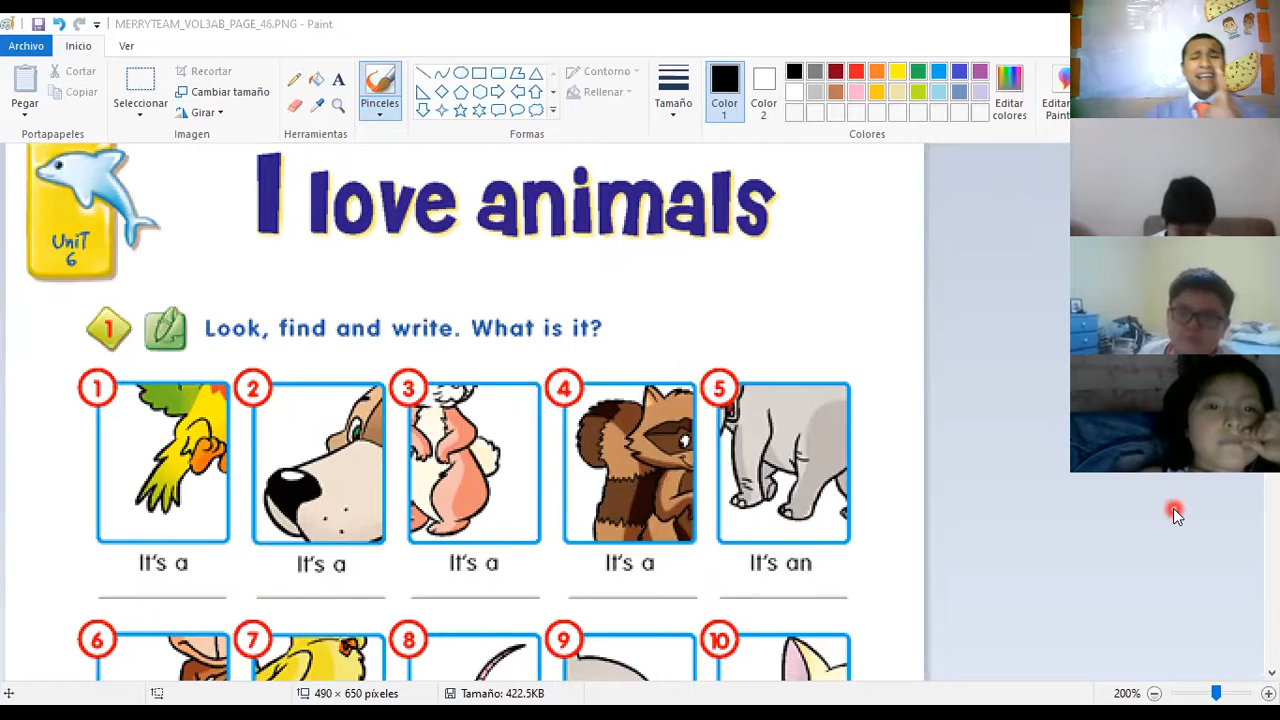 MERRYTEAM_VOL3AB_PAGE_46.PNG - Paint
Archivo Inicio Ver
Pegar
Cortar
Copiar
Portapapeles
Seleccionar
Recortar
Cambiar tamaño
Girar
Imagen
A
Herramientas
Pinceles
Contorno
Rellenar
Formas
Tamaño
Color
1
Color
2
Editar
colores
Colores
Editar
Paint
UniT
6
I love animals
1 Look, find and write. What is it?
1 2 3 4 5
It's a It's a It's a It's a It's an
6 7 8 9 10
490 × 650 píxeles Tamaño: 422.5KB 200%